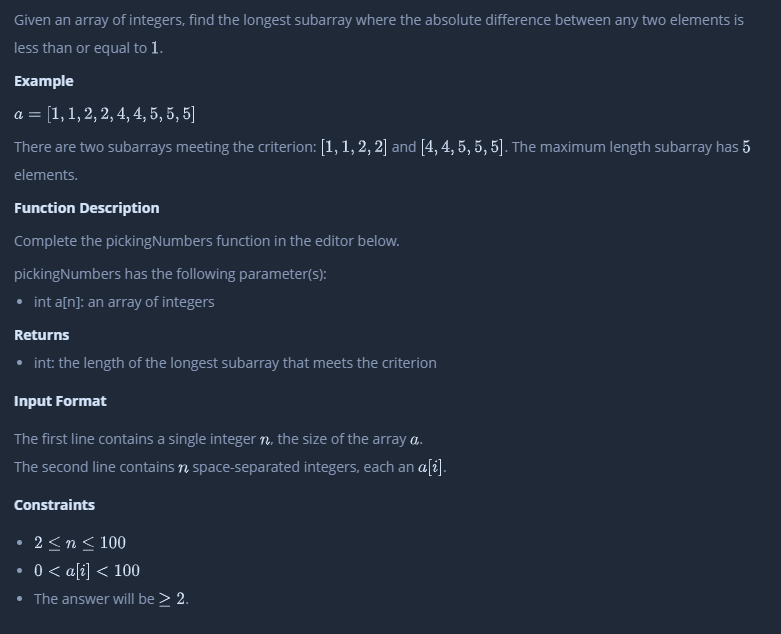 Given an array of integers, find the longest subarray where the absolute difference between any two elements is
less than or equal to 1.
Example
a = [1, 1, 2, 2, 4, 4, 5, 5, 5]
There are two subarrays meeting the criterion: [1, 1, 2, 2] and [4, 4, 5, 5, 5]. The maximum length subarray has 5
elements.
Function Description
Complete the pickingNumbers function in the editor below.
pickingNumbers has the following parameter(s):
• int a[n]: an array of integers
Returns
• int: the length of the longest subarray that meets the criterion
Input Format
The first line contains a single integer n, the size of the array a.
The second line contains n space-separated integers, each an a[i].
Constraints
• 2 ≤ n ≤ 100
• 0 < a[i] < 100
• The answer will be ≥ 2.